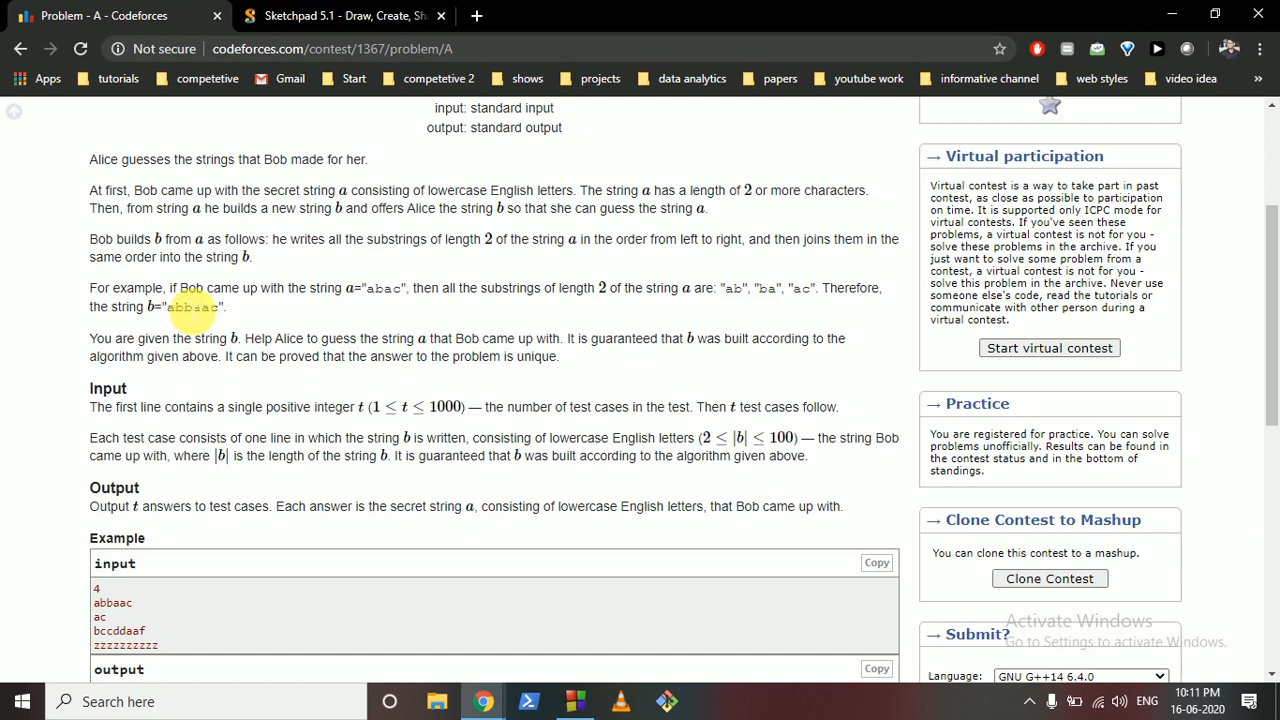 Problem - A - Codeforces
Sketchpad 5.1 - Draw, Create, Sha
Not secure
codeforces.com/contest/1367/problem/A
Apps
tutorials
competetive
Gmail
Start
competetive 2
shows
projects
data analytics
papers
youtube work
informative channel
web styles
video idea
»
input: standard input
output: standard output
Alice guesses the strings that Bob made for her.
At first, Bob came up with the secret string a consisting of lowercase English letters. The string a has a length of 2 or more characters.
Then, from string a he builds a new string b and offers Alice the string b so that she can guess the string a.
Bob builds b from a as follows: he writes all the substrings of length 2 of the string a in the order from left to right, and then joins them in the
same order into the string b.
For example, if Bob came up with the string a="abac", then all the substrings of length 2 of the string a are: "ab", "ba", "ac". Therefore,
the string b="abbaac".
You are given the string b. Help Alice to guess the string a that Bob came up with. It is guaranteed that b was built according to the
algorithm given above. It can be proved that the answer to the problem is unique.
Input
The first line contains a single positive integer t (1 ≤ t ≤ 1000) — the number of test cases in the test. Then t test cases follow.
Each test case consists of one line in which the string b is written, consisting of lowercase English letters (2 ≤ |b| ≤ 100) — the string Bob
came up with, where |b| is the length of the string b. It is guaranteed that b was built according to the algorithm given above.
Output
Output t answers to test cases. Each answer is the secret string a, consisting of lowercase English letters, that Bob came up with.
Example
input
Copy
4
abbaac
ac
bccddaaf
zzzzzzzzzz
output
Copy
→ Virtual participation
Virtual contest is a way to take part in past
contest, as close as possible to participation
on time. It is supported only ICPC mode for
virtual contests. If you've seen these
problems, a virtual contest is not for you -
solve these problems in the archive. If you
just want to solve some problem from a
contest, a virtual contest is not for you -
solve this problem in the archive. Never use
someone else's code, read the tutorials or
communicate with other person during a
virtual contest.
Start virtual contest
→ Practice
You are registered for practice. You can solve
problems unofficially. Results can be found in
the contest status and in the bottom of
standings.
→ Clone Contest to Mashup
You can clone this contest to a mashup.
Clone Contest
→ Submit?
Language:
GNU G++14 6.4.0
Activate Windows
Go to Settings to activate Windows.
Type here to search